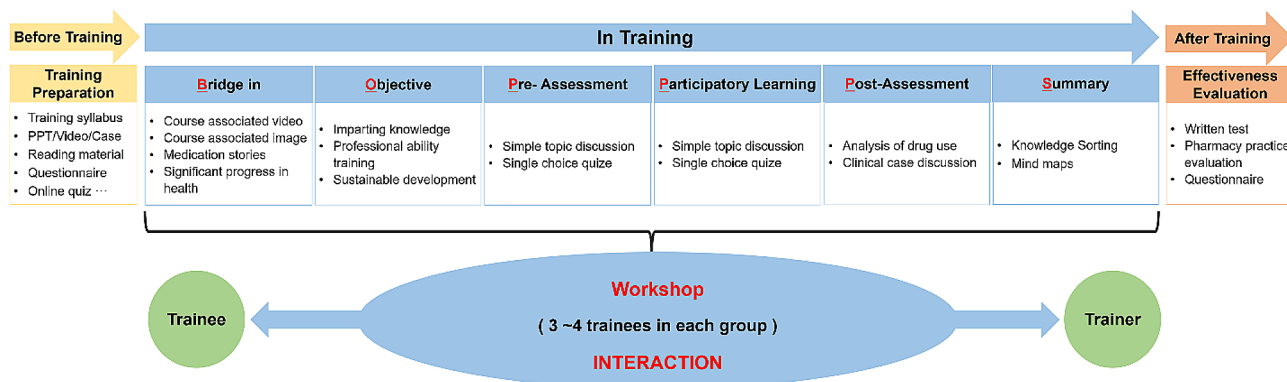 Before Training
In Training
After Training
Training
Preparation
• Training syllabus
• PPT/Video/Case
• Reading material
• Questionnaire
• Online quiz ···
Bridge in
• Course associated video
• Course associated image
• Medication stories
• Significant progress in
health
Objective
• Imparting knowledge
• Professional ability
training
• Sustainable development
Pre- Assessment
• Simple topic discussion
• Single choice quize
Participatory Learning
• Simple topic discussion
• Single choice quize
Post-Assessment
• Analysis of drug use
• Clinical case discussion
Summary
• Knowledge Sorting
• Mind maps
Effectiveness
Evaluation
• Written test
• Pharmacy practice
evaluation
• Questionnaire
Trainee
Workshop
( 3 ~4 trainees in each group )
INTERACTION
Trainer